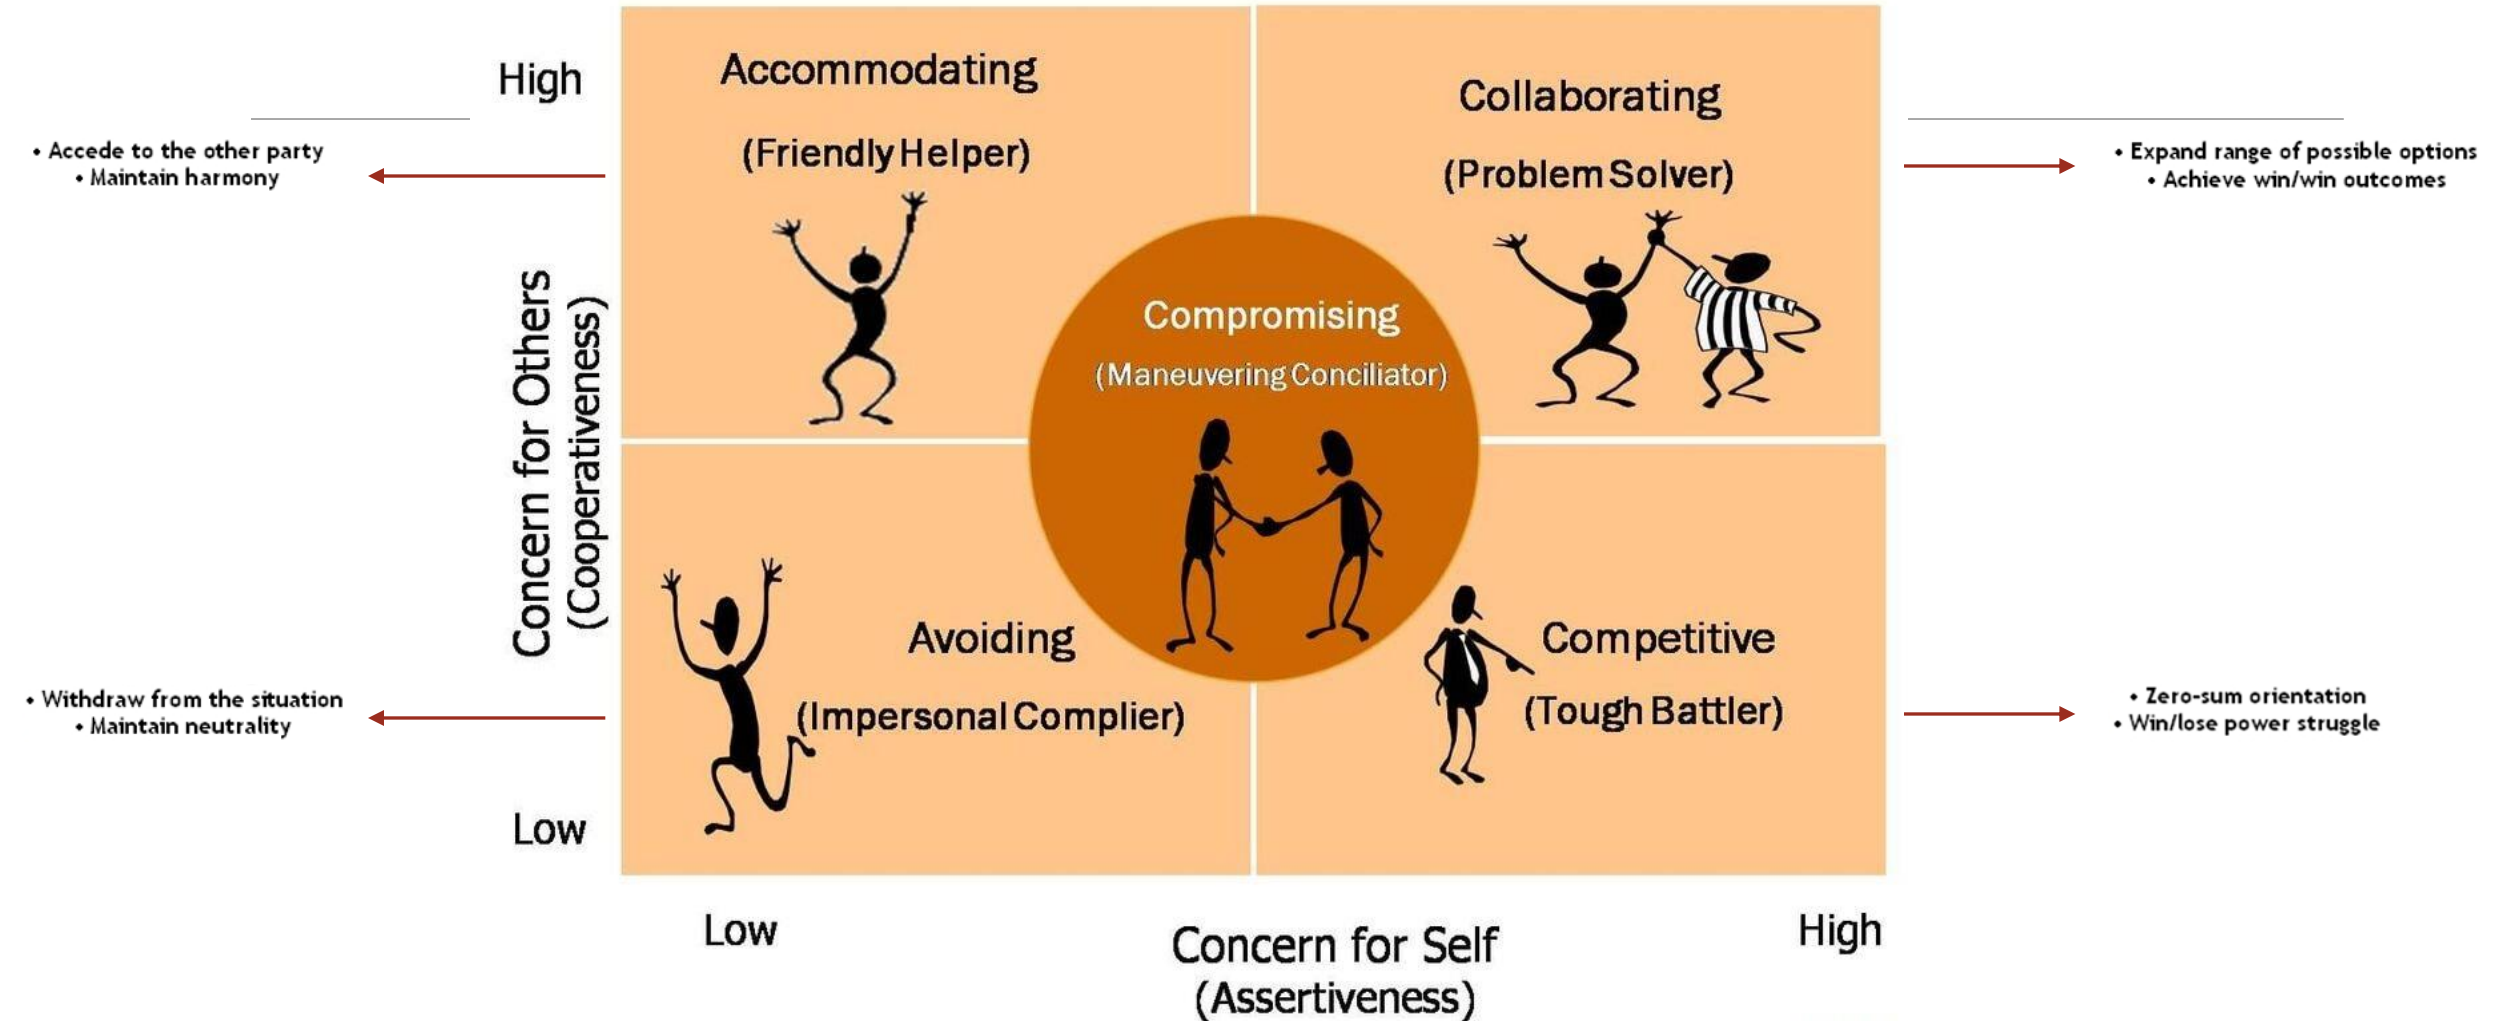 High
Accommodating
(Friendly Helper)
Collaborating
(Problem Solver)
• Accede to the other party
• Maintain harmony
• Expand range of possible options
• Achieve win/win outcomes
Compromising
(Maneuvering Conciliator)
Concern for Others
(Cooperativeness)
Avoiding
(Impersonal Complier)
Competitive
(Tough Battler)
• Withdraw from the situation
• Maintain neutrality
• Zero-sum orientation
• Win/lose power struggle
Low
Low
High
Concern for Self
(Assertiveness)